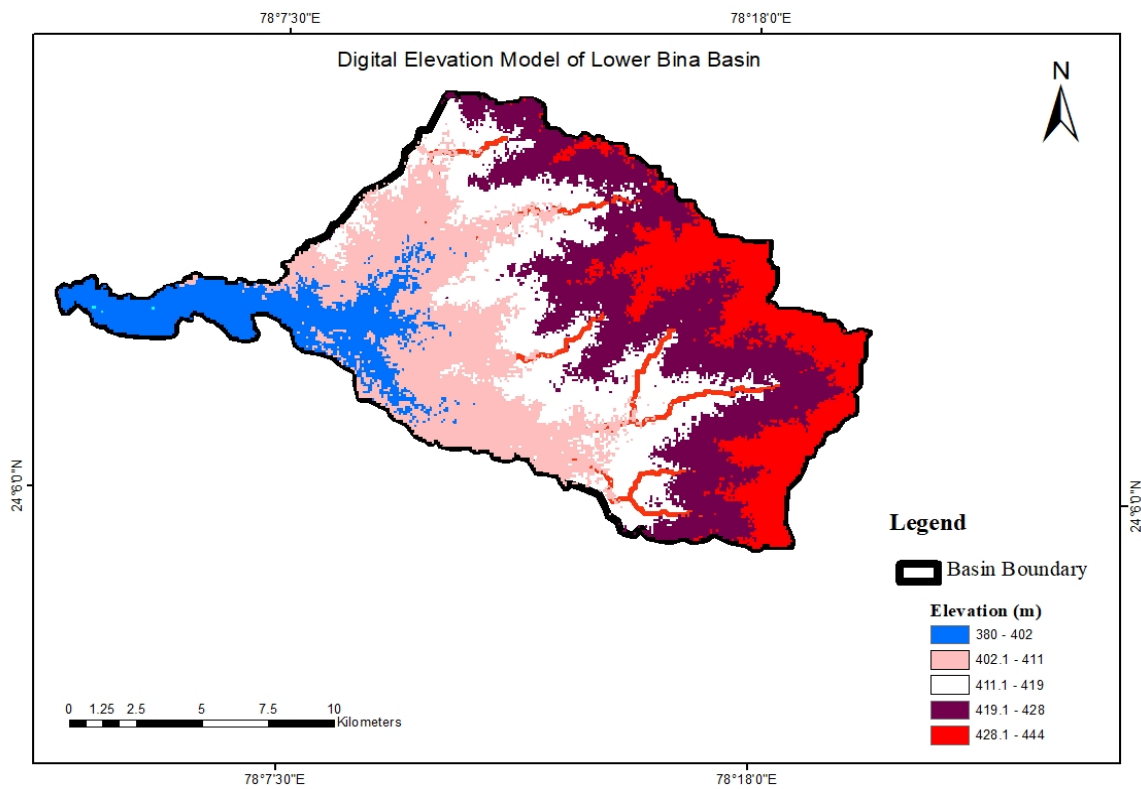 78°7'30"E 78°18'0"E
Digital Elevation Model of Lower Bina Basin
N
24°6'0"N 24°6'0"N
Legend
Basin Boundary
Elevation (m)
380 - 402
402.1 - 411
411.1 - 419
419.1 - 428
428.1 - 444
0 1.25 2.5 5 7.5 10
Kilometers
78°7'30"E 78°18'0"E